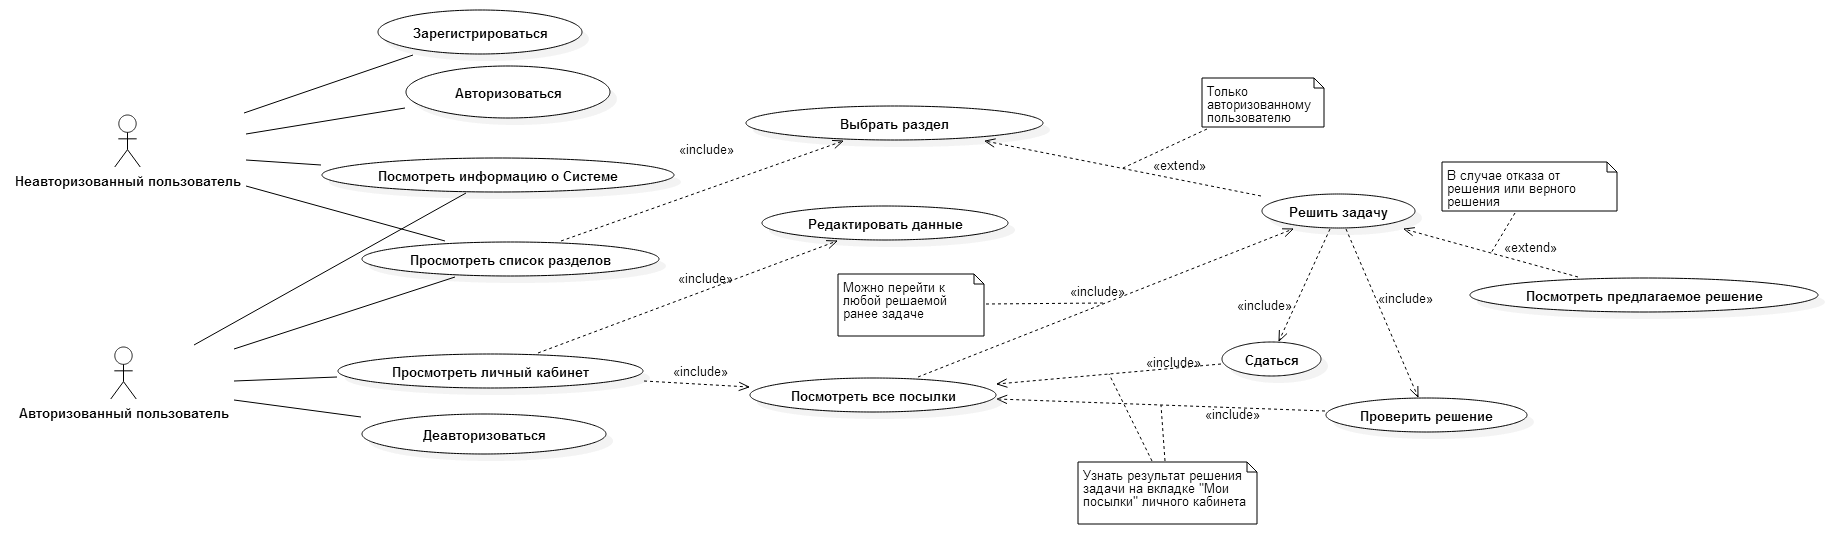 Зарегистрироваться
Авторизоваться
Неавторизованный пользователь
Посмотреть информацию о Системе
Просмотреть список разделов
Авторизованный пользователь
Просмотреть личный кабинет
Деавторизоваться
«include»
Выбрать раздел
Редактировать данные
«include»
Можно перейти к
любой решаемой
ранее задаче
«include»
«include»
Посмотреть все посылки
Только
авторизованному
пользователю
«extend»
Решить задачу
В случае отказа от
решения или верного
решения
«extend»
Посмотреть предлагаемое решение
«include»
«include»
Сдаться
«include»
Проверить решение
«include»
Узнать результат решения
задачи на вкладке "Мои
посылки" личного кабинета